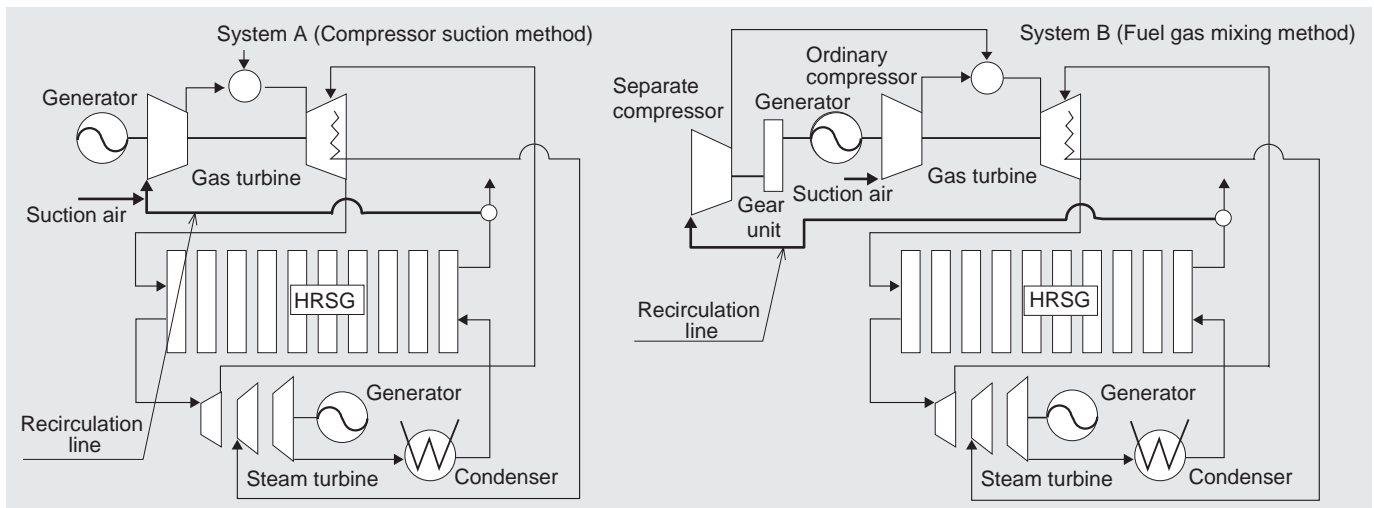 System A (Compressor suction method)
Generator
Gas turbine
Suction air
HRSG
Recirculation
line
Generator
Steam turbine
Condenser
System B (Fuel gas mixing method)
Ordinary
compressor
Separate
compressor
Generator
Suction air
Gas turbine
Gear
unit
Recirculation
line
HRSG
Generator
Steam turbine
Condenser